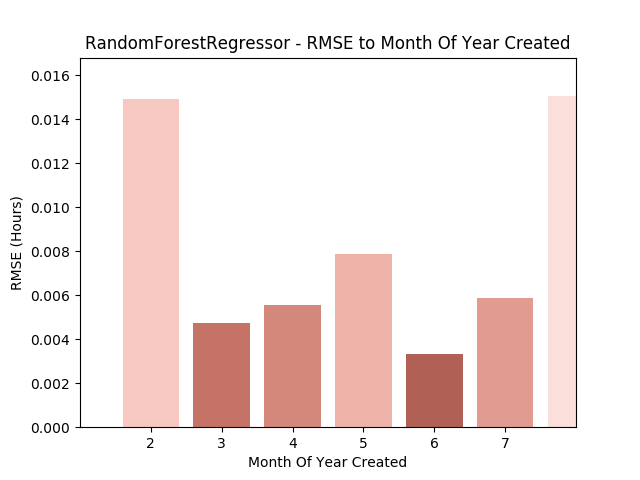 RandomForestRegressor - RMSE to Month Of Year Created
0.016
0.014
0.012
0.010
0.008
0.006
0.004
0.002
0.000
RMSE (Hours)
2 3 4 5 6 7
Month Of Year Created